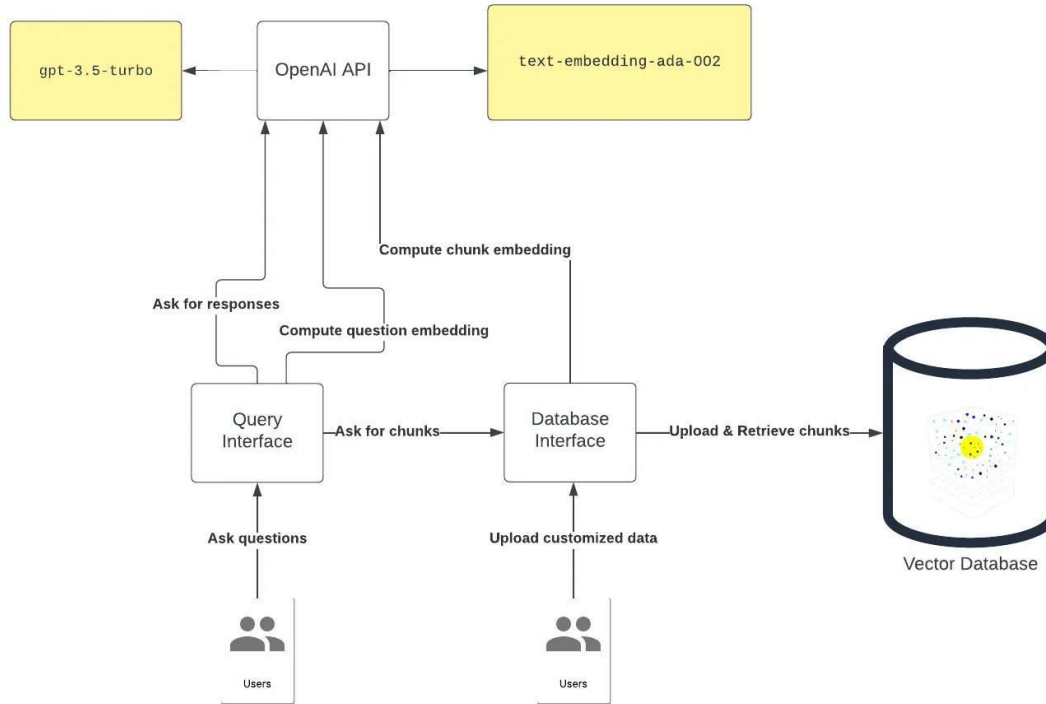 gpt-3.5-turbo
OpenAI API
text-embedding-ada-002
Compute chunk embedding
Ask for responses
Compute question embedding
Query
Interface
Ask for chunks
Database
Interface
Upload & Retrieve chunks
Ask questions
Upload customized data
Vector Database
Users
Users